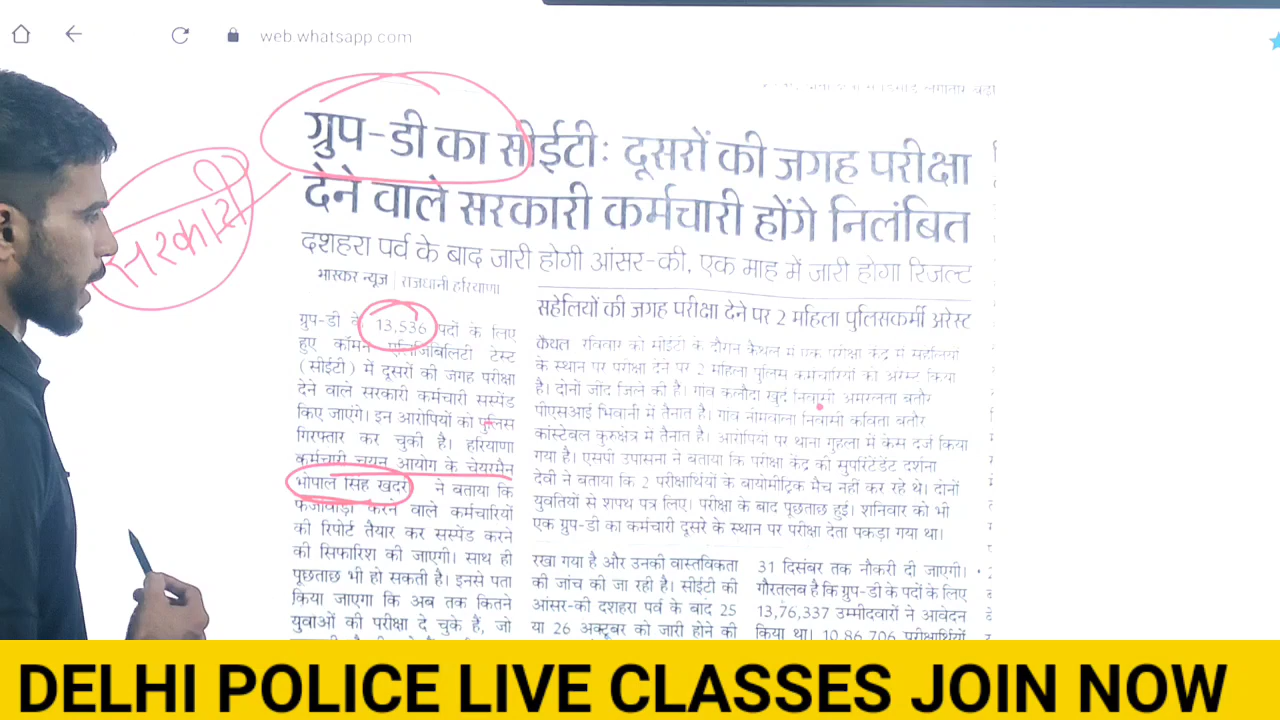 web.whatsapp.com
ग्रुप-डी का सीईटी: दूसरों की जगह परीक्षा
देने वाले सरकारी कर्मचारी होंगे निलंबित
सरकारी
दशहरा पर्व के बाद जारी होगी आंसर-की, एक माह में जारी होगा रिजल्ट
भास्कर न्यूज | राजधानी हरियाणा
ग्रुप-डी के 13,536 पदों के लिए
हुए कॉमन एलिजिबिलिटी टेस्ट
(सीईटी) में दूसरों की जगह परीक्षा
देने वाले सरकारी कर्मचारी सस्पेंड
किए जाएंगे। इन आरोपियों को पुलिस
गिरफ्तार कर चुकी है। हरियाणा
कर्मचारी चयन आयोग के चेयरमैन
भोपाल सिंह खदर ने बताया कि
फर्जीवाड़ा करने वाले कर्मचारियों
की रिपोर्ट तैयार कर सस्पेंड करने
की सिफारिश की जाएगी। साथ ही
पूछताछ भी हो सकती है। इनसे पता
किया जाएगा कि अब तक कितने
युवाओं की परीक्षा दे चुके हैं, जो
सहेलियों की जगह परीक्षा देने पर 2 महिला पुलिसकर्मी अरेस्ट
कैथल रविवार को सीईटी के दौरान कैथल में एक परीक्षा केंद्र में सहेलियों
के स्थान पर परीक्षा देने पर 2 महिला पुलिस कर्मचारियों को अरेस्ट किया
है। दोनों जींद जिले की है। गांव कलौदा खुर्द निवासी अमरलता बतौर
पीएसआई भिवानी में तैनात है। गांव नीमवाला निवासी कविता बतौर
कांस्टेबल कुरुक्षेत्र में तैनात है। आरोपियों पर थाना गुहला में केस दर्ज किया
गया है। एसपी उपासना ने बताया कि परीक्षा केंद्र की सुपरिंटेंडेंट दर्शना
देवी ने बताया कि 2 परीक्षार्थियों के बायोमीट्रिक मैच नहीं कर रहे थे। दोनों
युवतियों से शपथ पत्र लिए। परीक्षा के बाद पूछताछ हुई। शनिवार को भी
एक ग्रुप-डी का कर्मचारी दूसरे के स्थान पर परीक्षा देता पकड़ा गया था।
रखा गया है और उनकी वास्तविकता
की जांच की जा रही है। सीईटी की
आंसर-की दशहरा पर्व के बाद 25
या 26 अक्टूबर को जारी होने की
31 दिसंबर तक नौकरी दी जाएगी।
गौरतलब है कि ग्रुप-डी के पदों के लिए
13,76,337 उम्मीदवारों ने आवेदन
किया था। 10,86,706 परीक्षार्थियों
DELHI POLICE LIVE CLASSES JOIN NOW